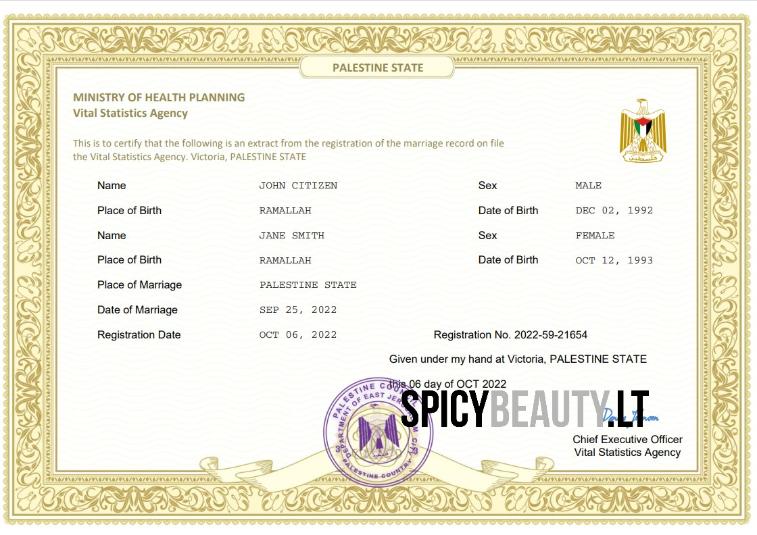 PALESTINE STATE
MINISTRY OF HEALTH PLANNING
Vital Statistics Agency
This is to certify that the following is an extract from the registration of the marriage record on file
the Vital Statistics Agency. Victoria, PALESTINE STATE
Name JOHN CITIZEN Sex MALE
Place of Birth RAMALLAH Date of Birth DEC 02, 1992
Name JANE SMITH Sex FEMALE
Place of Birth RAMALLAH Date of Birth OCT 12, 1993
Place of Marriage PALESTINE STATE
Date of Marriage SEP 25, 2022
Registration Date OCT 06, 2022 Registration No. 2022-59-21654
Given under my hand at Victoria, PALESTINE STATE
this 06 day of OCT 2022
SPICYBEAUTY.LT
PALESTINE
DEPARTMENT OF EAST
PALESTINE COUNTRY
Chief Executive Officer
Vital Statistics Agency